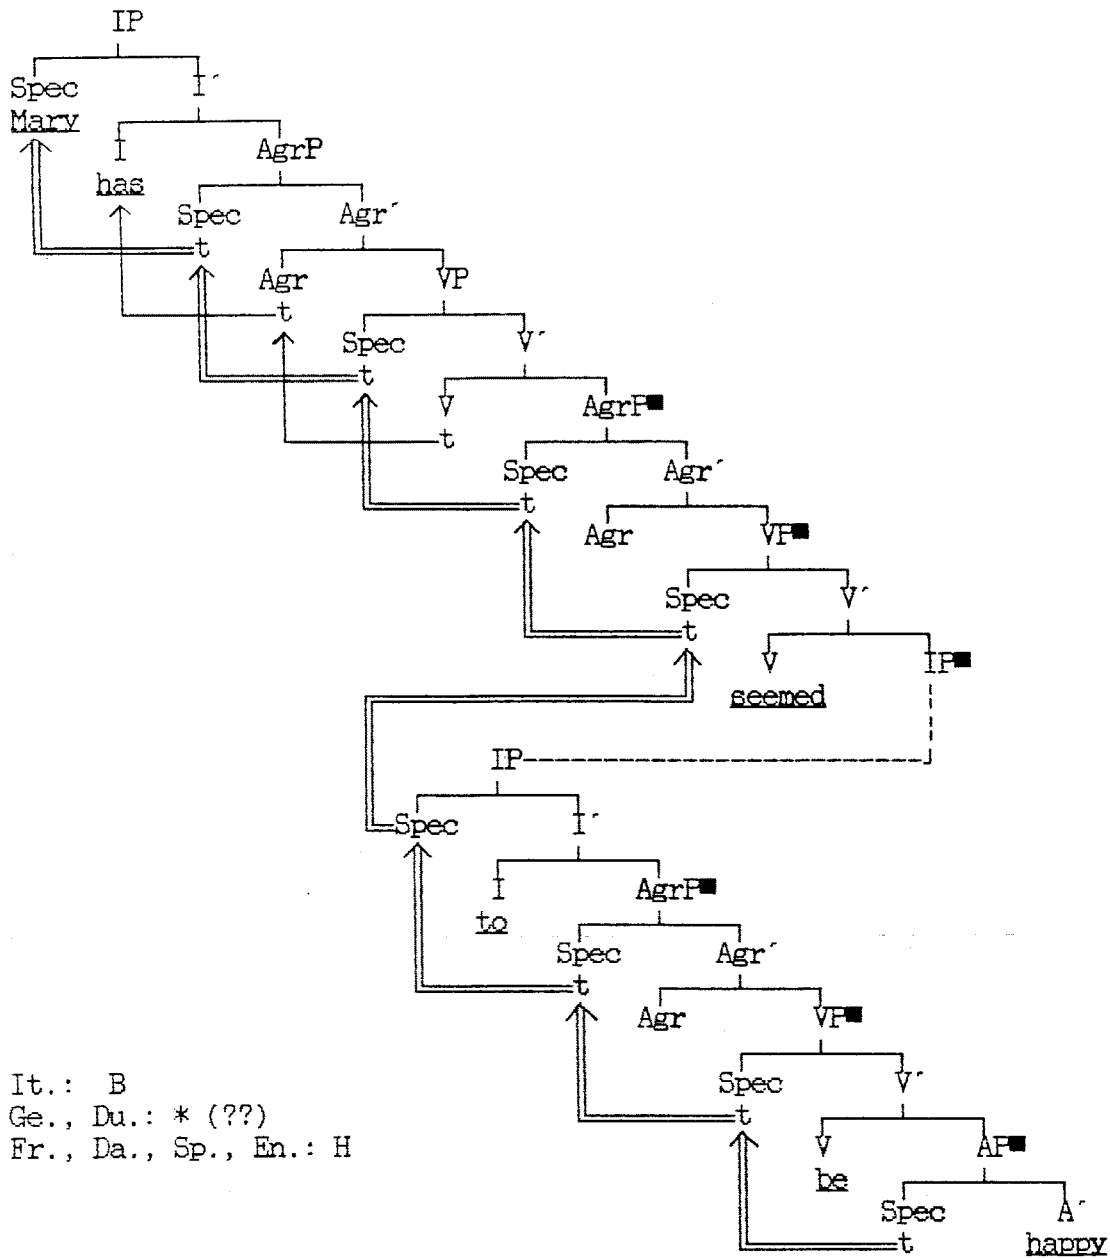 IP
Spec I´
Mary
I AgrP
has
Spec Agr´
t
Agr VP
t
Spec V´
t
V AgrP■
t
Spec Agr´
t
Agr VP■
Spec V´
t
V IP■
seemed
IP
Spec I´
I AgrP■
to
Spec Agr´
t
Agr VP■
Spec V´
t
V AP■
be
Spec A´
t happy
It.: B
Ge., Du.: * (??)
Fr., Da., Sp., En.: H